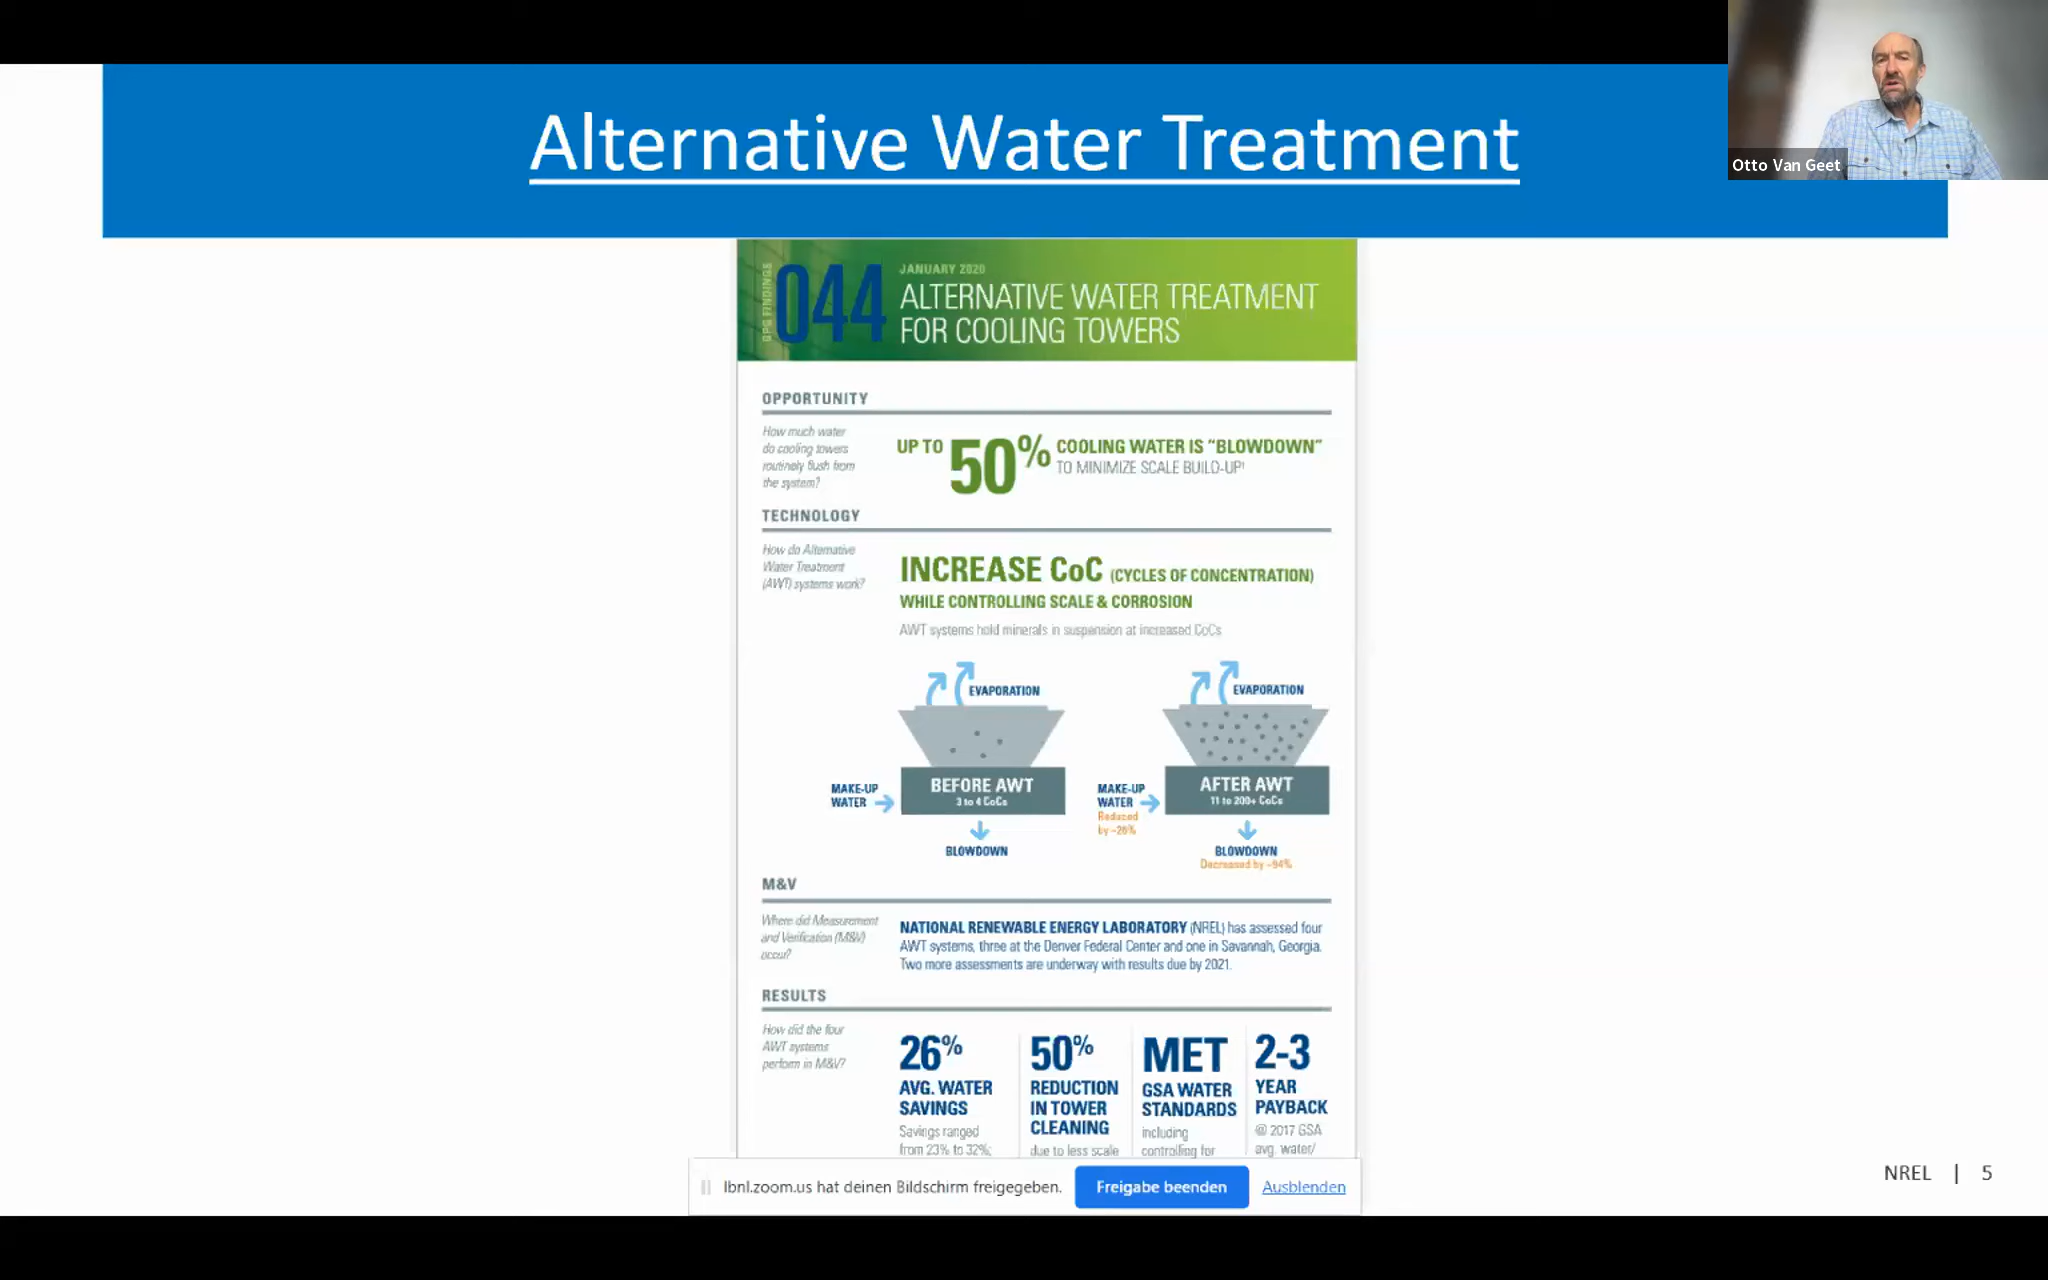 Alternative Water Treatment
Otto Van Geet
GPG FINDINGS
044
JANUARY 2020
ALTERNATIVE WATER TREATMENT
FOR COOLING TOWERS
OPPORTUNITY
How much water
do cooling towers
routinely flush from
the system?
UP TO 50% COOLING WATER IS “BLOWDOWN”
TO MINIMIZE SCALE BUILD-UP¹
TECHNOLOGY
How do Alternative
Water Treatment
(AWT) systems work?
INCREASE CoC (CYCLES OF CONCENTRATION)
WHILE CONTROLLING SCALE & CORROSION
AWT systems hold minerals in suspension at increased CoCs
EVAPORATION
MAKE-UP
WATER
BEFORE AWT
3 to 4 CoCs
BLOWDOWN
EVAPORATION
MAKE-UP
WATER
Reduced
by ~26%
AFTER AWT
11 to 200+ CoCs
BLOWDOWN
Decreased by ~94%
M&V
Where did Measurement
and Verification (M&V)
occur?
NATIONAL RENEWABLE ENERGY LABORATORY (NREL) has assessed four
AWT systems, three at the Denver Federal Center and one in Savannah, Georgia.
Two more assessments are underway with results due by 2021.
RESULTS
How did the four
AWT systems
perform in M&V?
26%
AVG. WATER
SAVINGS
Savings ranged
from 23% to 32%;
50%
REDUCTION
IN TOWER
CLEANING
due to less scale
MET
GSA WATER
STANDARDS
including
controlling for
2-3
YEAR
PAYBACK
@ 2017 GSA
avg. water/
lbnl.zoom.us hat deinen Bildschirm freigegeben.
Freigabe beenden
Ausblenden
NREL | 5